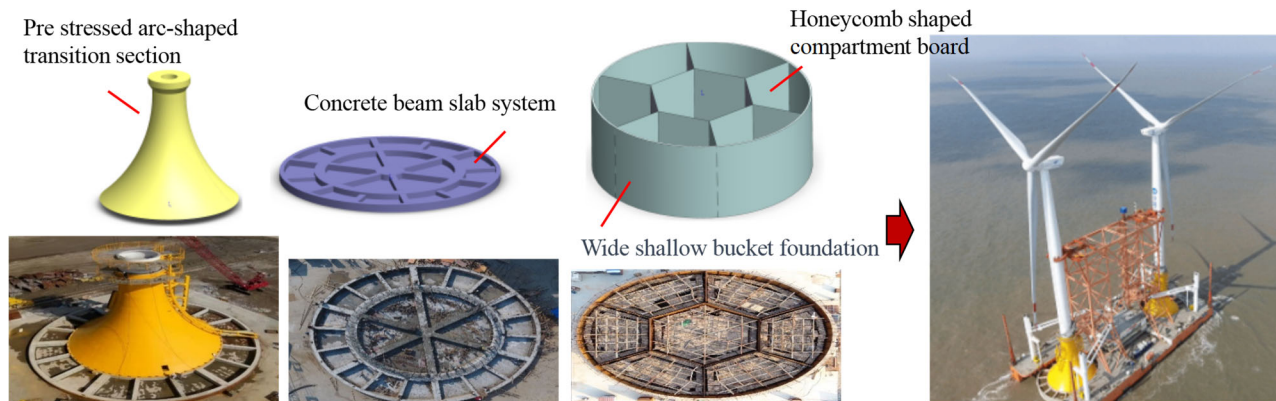 Pre stressed arc-shaped
transition section
Concrete beam slab system
Honeycomb shaped
compartment board
Wide shallow bucket foundation